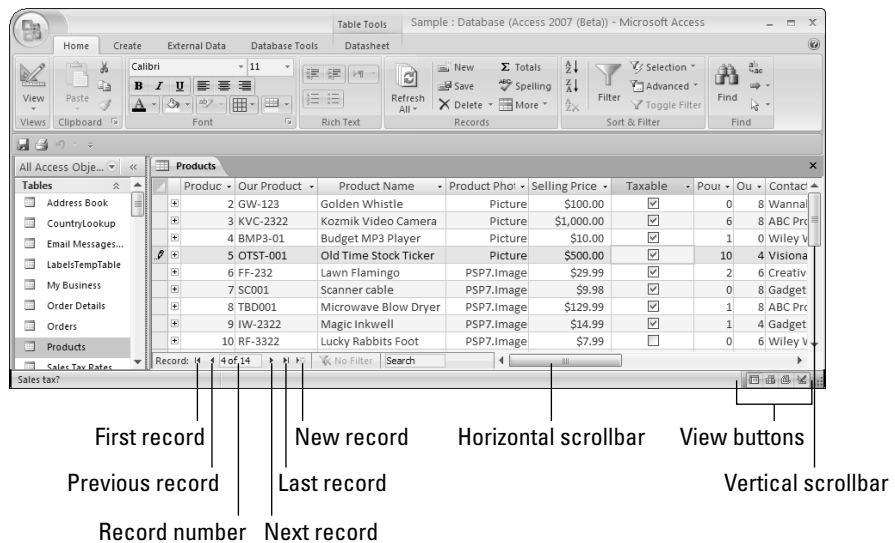 Table Tools Sample : Database (Access 2007 (Beta)) - Microsoft Access
Home Create External Data Database Tools Datasheet
Calibri 11
New Σ Totals Selection
View Paste B I U Refresh All Save Spelling Filter Advanced Find
A Delete More Toggle Filter
Views Clipboard Font Rich Text Records Sort & Filter Find
All Access Obje... « Products
Tables Produc Our Product Product Name Product Phot Selling Price Taxable Pour Ou Contac
Address Book 2 GW-123 Golden Whistle Picture $100.00 0 8 Wannal
CountryLookup 3 KVC-2322 Kozmik Video Camera Picture $1,000.00 6 8 ABC Pro
Email Messages... 4 BMP3-01 Budget MP3 Player Picture $10.00 1 0 Wiley V
LabelsTempTable 5 OTST-001 Old Time Stock Ticker Picture $500.00 10 4 Visiona
My Business 6 FF-232 Lawn Flamingo PSP7.Image $29.99 2 6 Creativ
Order Details 7 SC001 Scanner cable PSP7.Image $9.98 0 8 Gadget
Orders 8 TBD001 Microwave Blow Dryer PSP7.Image $129.99 1 8 ABC Pro
Products 9 IW-2322 Magic Inkwell PSP7.Image $14.99 1 4 Gadget
Sales Tax Rates 10 RF-3322 Lucky Rabbits Foot PSP7.Image $7.99 0 6 Wiley V
Record: 4 of 14 No Filter Search
Sales tax?
First record New record Horizontal scrollbar View buttons
Previous record Last record Vertical scrollbar
Record number Next record